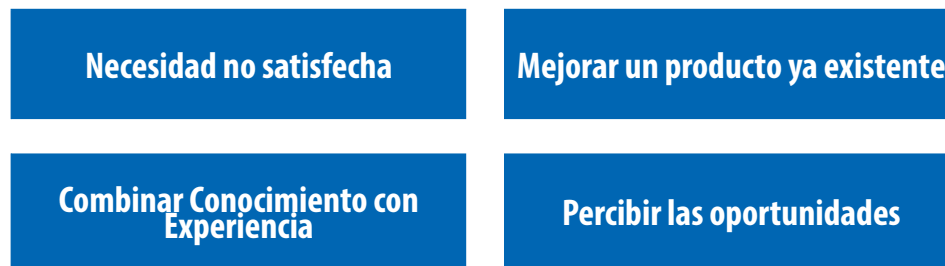 Necesidad no satisfecha
Mejorar un producto ya existente
Combinar Conocimiento con
Experiencia
Percibir las oportunidades